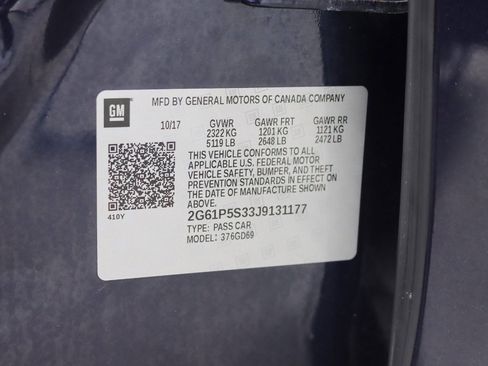 GM
MFD BY GENERAL MOTORS OF CANADA COMPANY
10/17 GVWR GAWR FRT GAWR RR
2322 KG 1201 KG 1121 KG
5119 LB 2648 LB 2472 LB
THIS VEHICLE CONFORMS TO ALL
APPLICABLE U.S. FEDERAL MOTOR
VEHICLE SAFETY, BUMPER, AND THEFT
PREVENTION STANDARDS IN EFFECT ON
THE DATE OF MANUFACTURE SHOWN
ABOVE.
410Y
2G61P5S33J9131177
TYPE: PASS CAR
MODEL: 376GD69